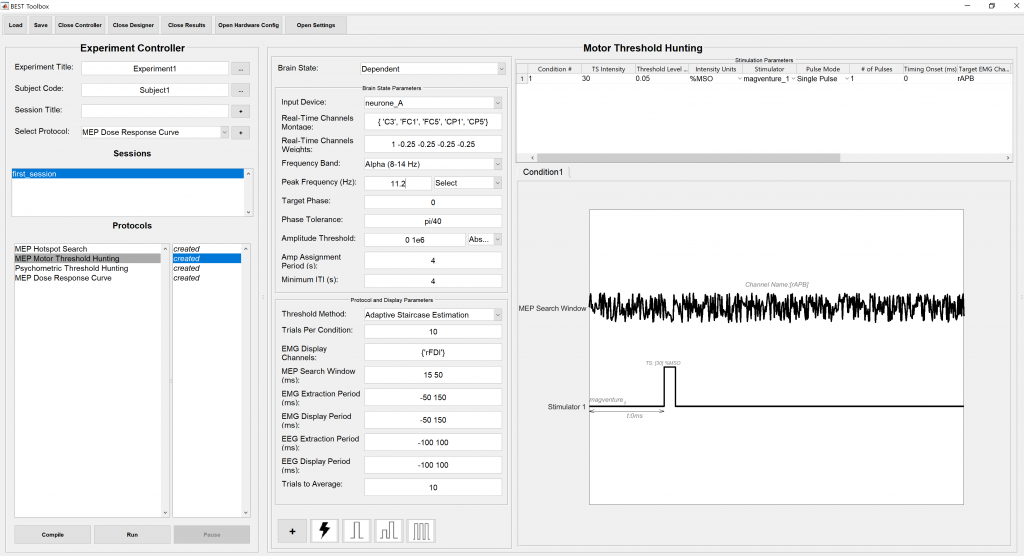 BEST Toolbox
Load Save Close Controller Close Designer Close Results Open Hardware Config Open Settings
Experiment Controller
Experiment Title: Experiment1 ...
Subject Code: Subject1 ...
Session Title: +
Select Protocol: MEP Dose Response Curve +
Sessions
first_session
Protocols
MEP Hotspot Search created
MEP Motor Threshold Hunting created
Psychometric Threshold Hunting created
MEP Dose Response Curve created
Compile Run Pause
Motor Threshold Hunting
Brain State: Dependent
Brain State Parameters
Input Device: neurone_A
Real-Time Channels
Montage: { 'C3', 'FC1', 'FC5', 'CP1', 'CP5'}
Real-Time Channels
Weights: 1 -0.25 -0.25 -0.25 -0.25
Frequency Band: Alpha (8-14 Hz)
Peak Frequency (Hz): 11.2 Select
Target Phase: 0
Phase Tolerance: pi/40
Amplitude Threshold: 0 1e6 Abs...
Amp Assignment
Period (s): 4
Minimum ITI (s): 4
Protocol and Display Parameters
Threshold Method: Adaptive Staircase Estimation
Trials Per Condition: 10
EMG Display
Channels: {'rFDI'}
MEP Search Window
(ms): 15 50
EMG Extraction Period
(ms): -50 150
EMG Display Period
(ms): -50 150
EEG Extraction Period
(ms): -100 100
EEG Display Period
(ms): -100 100
Trials to Average: 10
+
Stimulation Parameters
Condition # TS Intensity Threshold Level ... Intensity Units Stimulator Pulse Mode # of Pulses Timing Onset (ms) Target EMG Cha...
1 1 30 0.05 %MSO magventure_1 Single Pulse 1 0 rAPB
Condition1
Channel Name:[rAPB]
MEP Search Window
TS: [30] %MSO
magventure
Stimulator 1
t:0ms